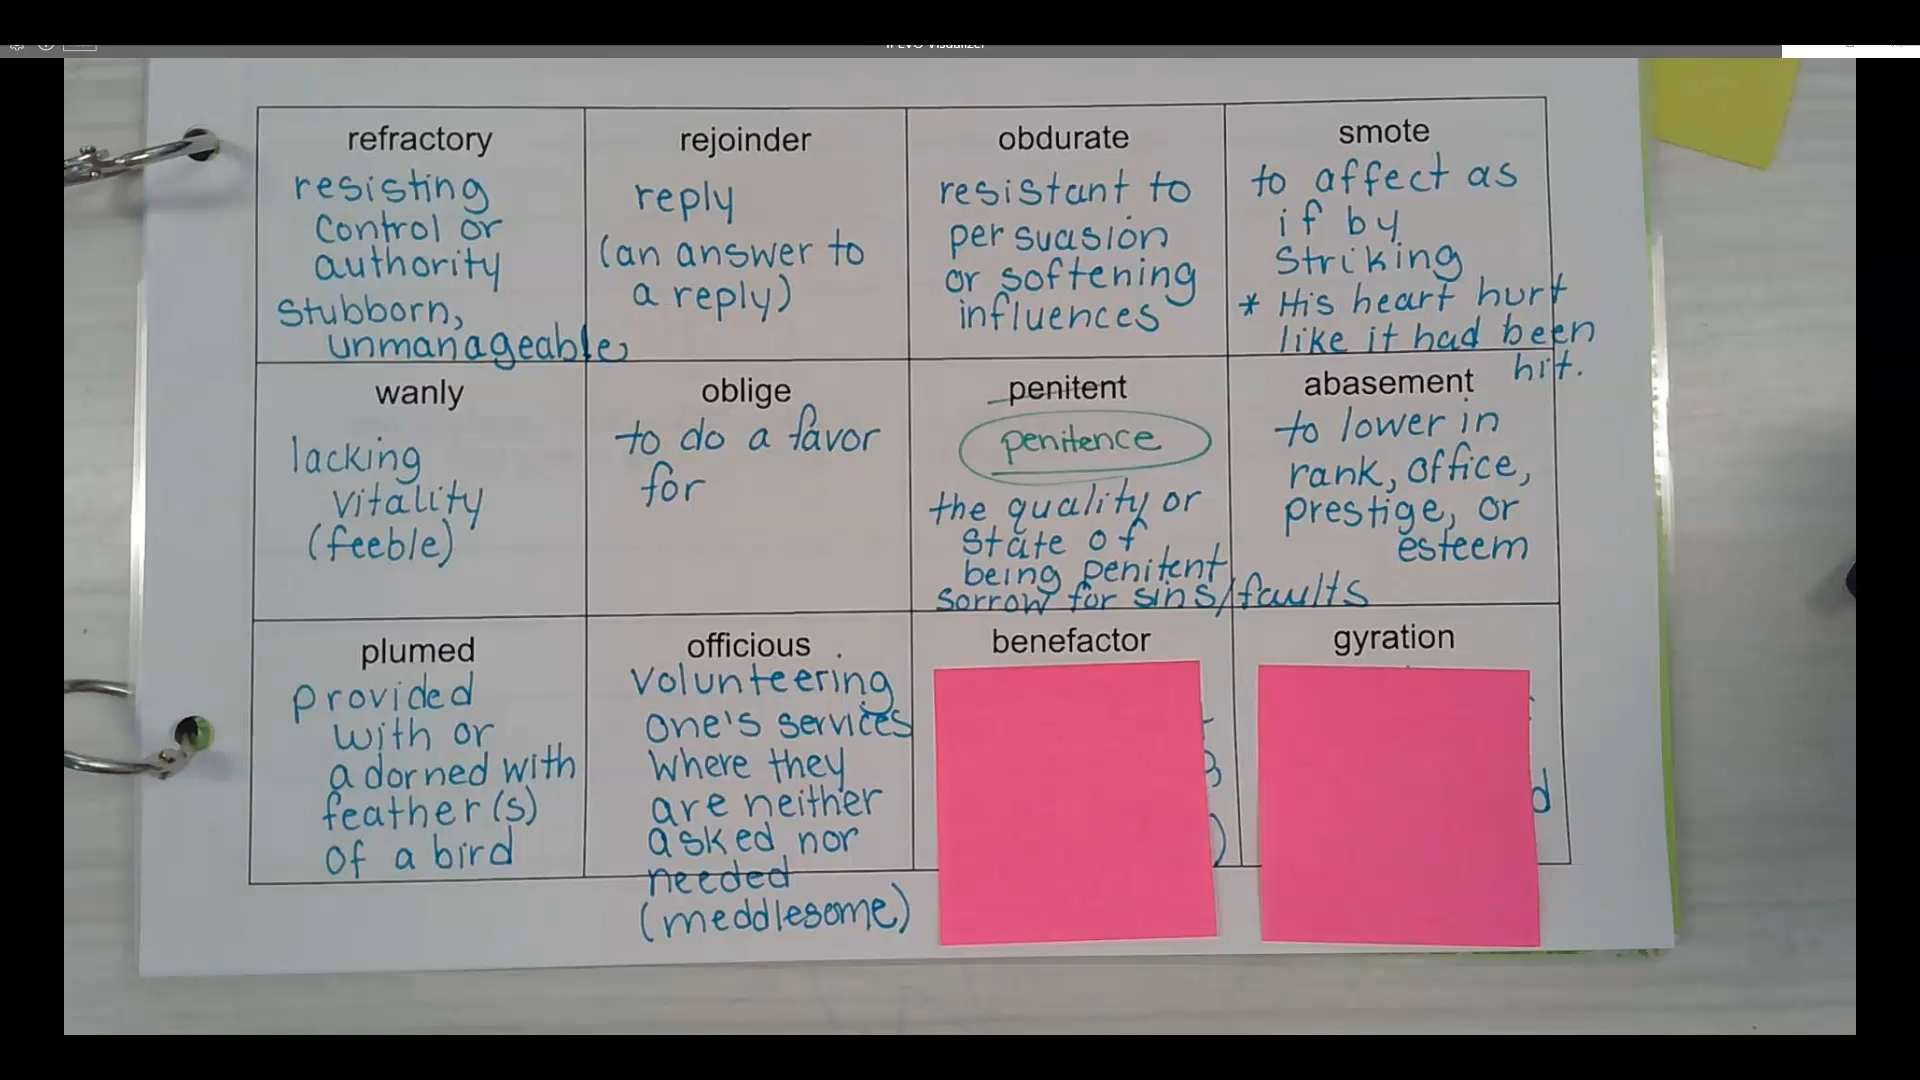 refractory
resisting
control or
authority
stubborn,
unmanageable
rejoinder
reply
(an answer to
a reply)
obdurate
resistant to
persuasion
or softening
influences
smote
to affect as
if by
striking
* His heart hurt
like it had been
hit.
wanly
lacking
vitality
(feeble)
oblige
to do a favor
for
penitent
penitence
the quality or
state of
being penitent
sorrow for sins/faults
abasement
to lower in
rank, office,
prestige, or
esteem
plumed
provided
with or
adorned with
feather(s)
of a bird
officious
volunteering
one's services
where they
are neither
asked nor
needed
(meddlesome)
benefactor
gyration